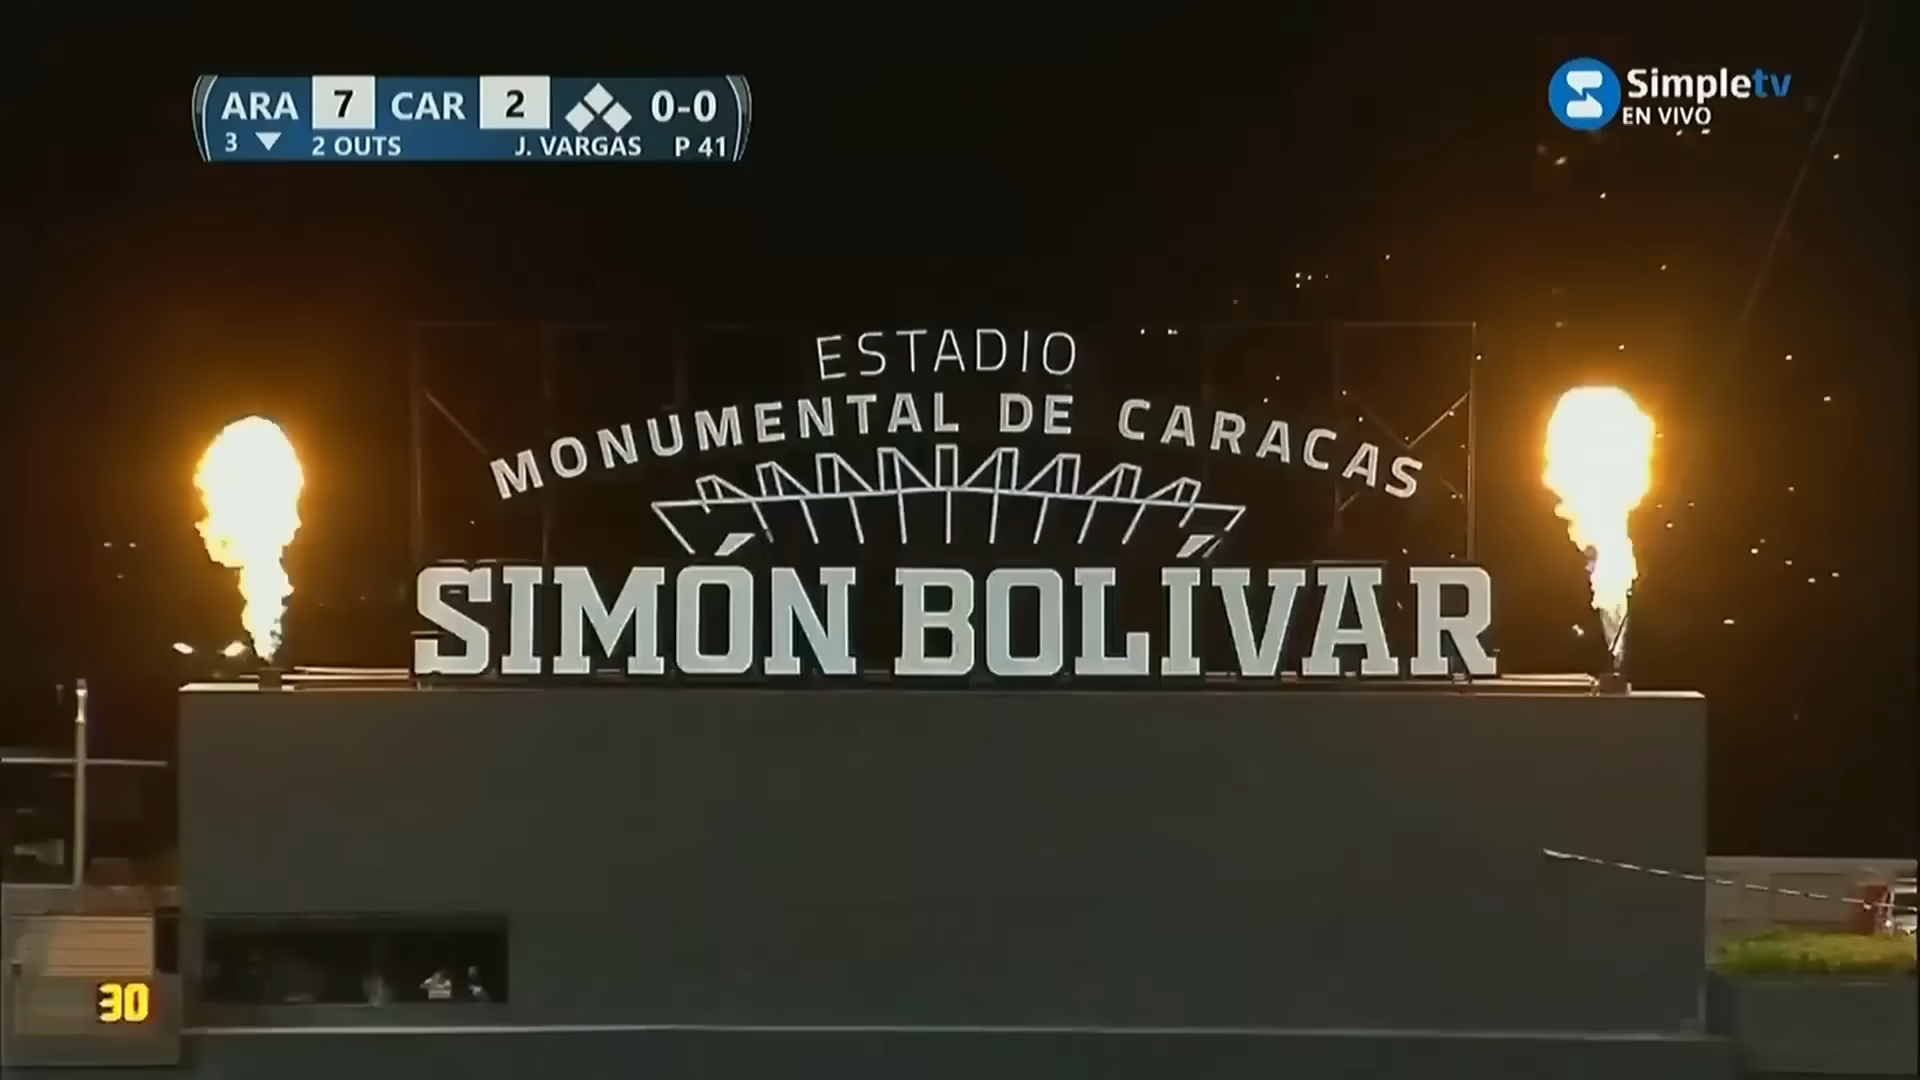 ARA 7 CAR 2 0-0
3 2 OUTS J. VARGAS P 41
Simpletv
EN VIVO
ESTADIO
MONUMENTAL DE CARACAS
SIMÓN BOLÍVAR
30